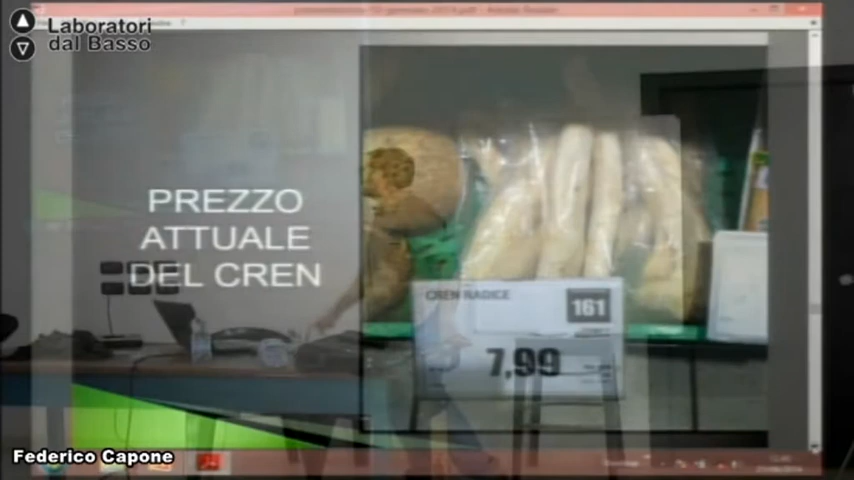 Laboratori
dal Basso
PREZZO
ATTUALE
DEL CREN
CREN RADICE
161
7,99
Federico Capone